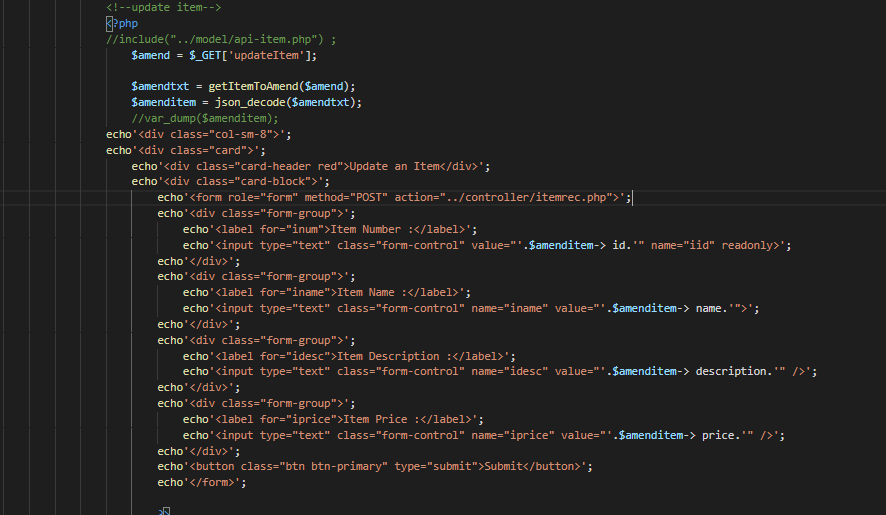 <!--update item-->
<?php
//include("../model/api-item.php") ;
$amend = $_GET['updateItem'];
$amendtxt = getItemToAmend($amend);
$amenditem = json_decode($amendtxt);
//var_dump($amenditem);
echo'<div class="col-sm-8">';
echo'<div class="card">';
echo'<div class="card-header red">Update an Item</div>';
echo'<div class="card-block">';
echo'<form role="form" method="POST" action="../controller/itemrec.php">';
echo'<div class="form-group">';
echo'<label for="inum">Item Number :</label>';
echo'<input type="text" class="form-control" value="'.$amenditem-> id.'" name="iid" readonly>';
echo'</div>';
echo'<div class="form-group">';
echo'<label for="iname">Item Name :</label>';
echo'<input type="text" class="form-control" name="iname" value="'.$amenditem-> name.'">';
echo'</div>';
echo'<div class="form-group">';
echo'<label for="idesc">Item Description :</label>';
echo'<input type="text" class="form-control" name="idesc" value="'.$amenditem-> description.'" />';
echo'</div>';
echo'<div class="form-group">';
echo'<label for="iprice">Item Price :</label>';
echo'<input type="text" class="form-control" name="iprice" value="'.$amenditem-> price.'" />';
echo'</div>';
echo'<button class="btn btn-primary" type="submit">Submit</button>';
echo'</form>';